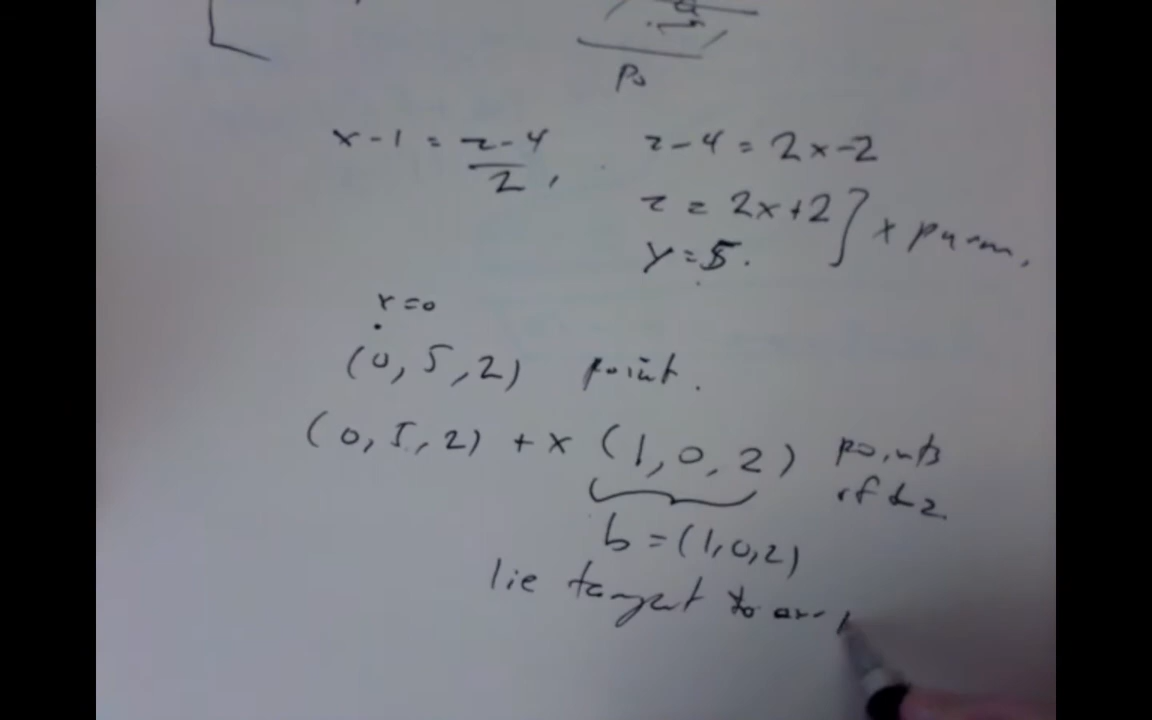 P₀
x - 1 = z - 4 / 2 , z - 4 = 2x - 2
z = 2x + 2 } x param.
y = 5.
x = 0
(0, 5, 2) point.
(0, 5, 2) + x (1, 0, 2) points
of L2
b = (1, 0, 2)
lie tangent to our